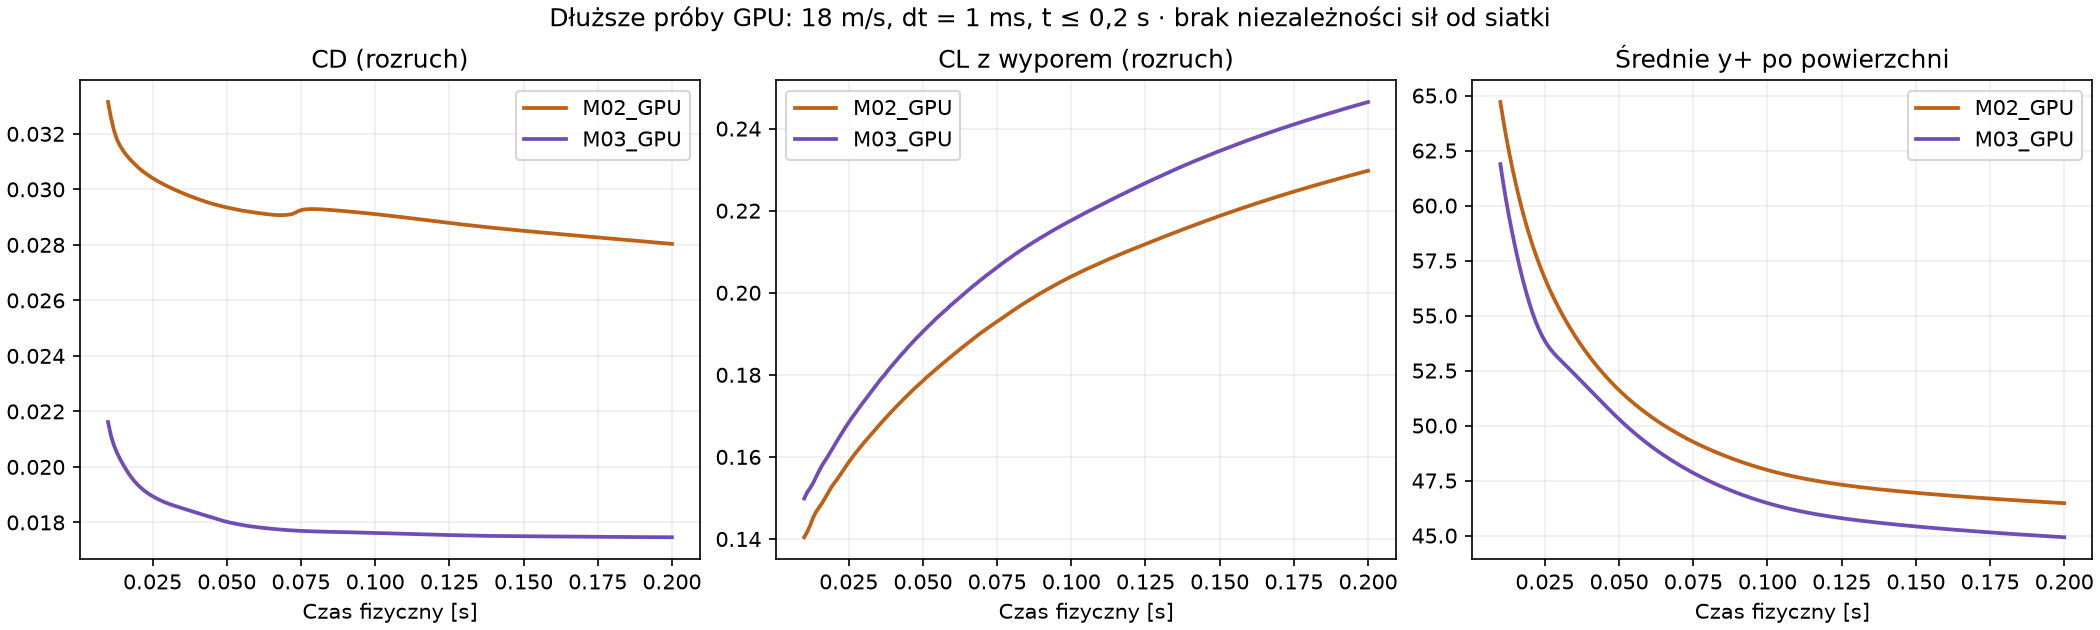 Dłuższe próby GPU: 18 m/s, dt = 1 ms, t ≤ 0,2 s · brak niezależności sił od siatki
CD (rozruch)
M02_GPU
M03_GPU
0.032
0.030
0.028
0.026
0.024
0.022
0.020
0.018
0.025 0.050 0.075 0.100 0.125 0.150 0.175 0.200
Czas fizyczny [s]
CL z wyporem (rozruch)
M02_GPU
M03_GPU
0.24
0.22
0.20
0.18
0.16
0.14
0.025 0.050 0.075 0.100 0.125 0.150 0.175 0.200
Czas fizyczny [s]
Średnie y+ po powierzchni
M02_GPU
M03_GPU
65.0
62.5
60.0
57.5
55.0
52.5
50.0
47.5
45.0
0.025 0.050 0.075 0.100 0.125 0.150 0.175 0.200
Czas fizyczny [s]